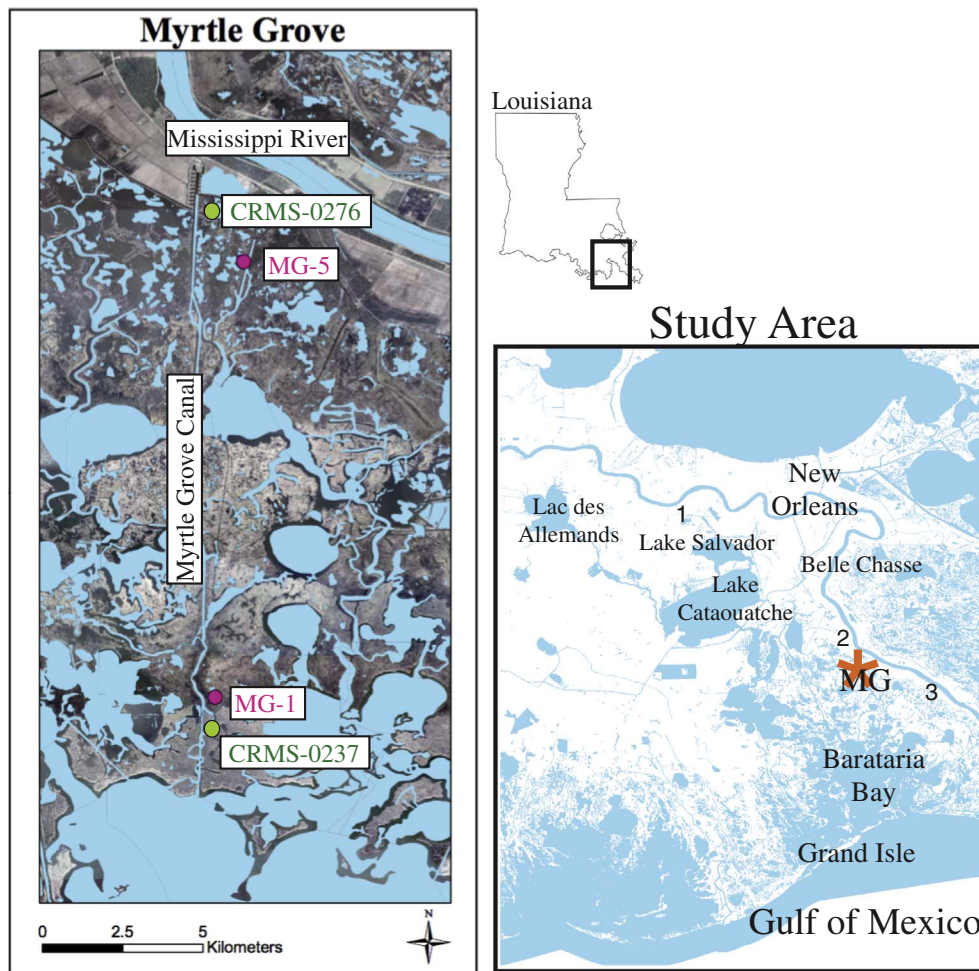 Myrtle Grove
Mississippi River
CRMS-0276
MG-5
Myrtle Grove Canal
MG-1
CRMS-0237
0 2.5 5
Kilometers
N
Louisiana
Study Area
New
Orleans
Lac des
Allemands
1
Lake Salvador
Belle Chasse
Lake
Cataouatche
2
MG
3
Barataria
Bay
Grand Isle
Gulf of Mexico